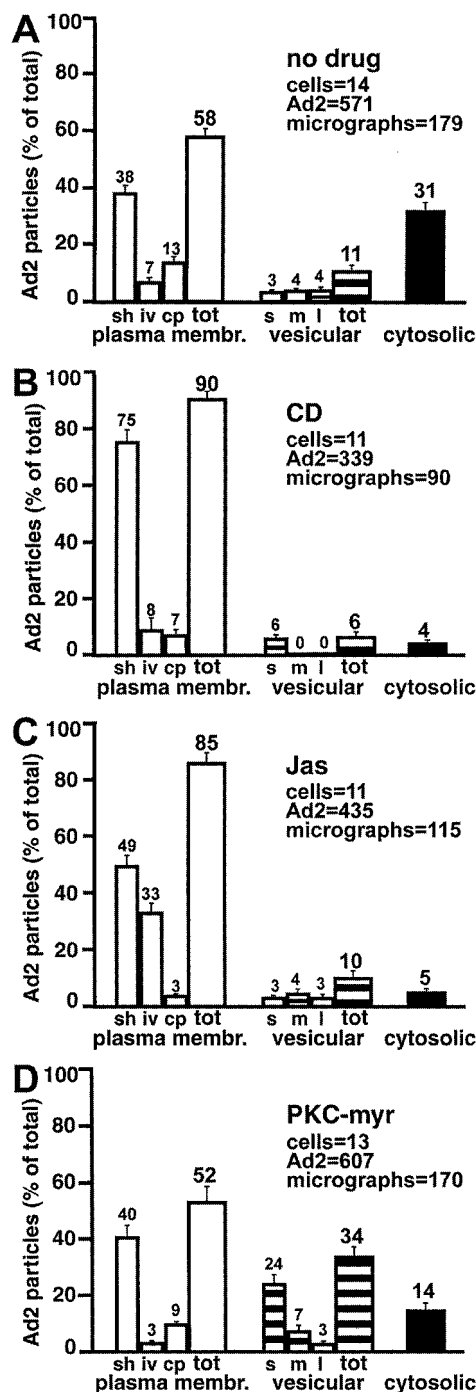 A
100
80
60
40
20
0
Ad2 particles (% of total)
no drug
cells=14
Ad2=571
micrographs=179
38
7
13
58
3
4
4
11
31
sh iv cp tot s m l tot
plasma membr. vesicular cytosolic
B
100
80
60
40
20
0
Ad2 particles (% of total)
CD
cells=11
Ad2=339
micrographs=90
75
8
7
90
6
0
0
6
4
sh iv cp tot s m l tot
plasma membr. vesicular cytosolic
C
100
80
60
40
20
0
Ad2 particles (% of total)
Jas
cells=11
Ad2=435
micrographs=115
49
33
3
85
3
4
3
10
5
sh iv cp tot s m l tot
plasma membr. vesicular cytosolic
D
100
80
60
40
20
0
Ad2 particles (% of total)
PKC-myr
cells=13
Ad2=607
micrographs=170
40
3
9
52
24
7
3
34
14
sh iv cp tot s m l tot
plasma membr. vesicular cytosolic